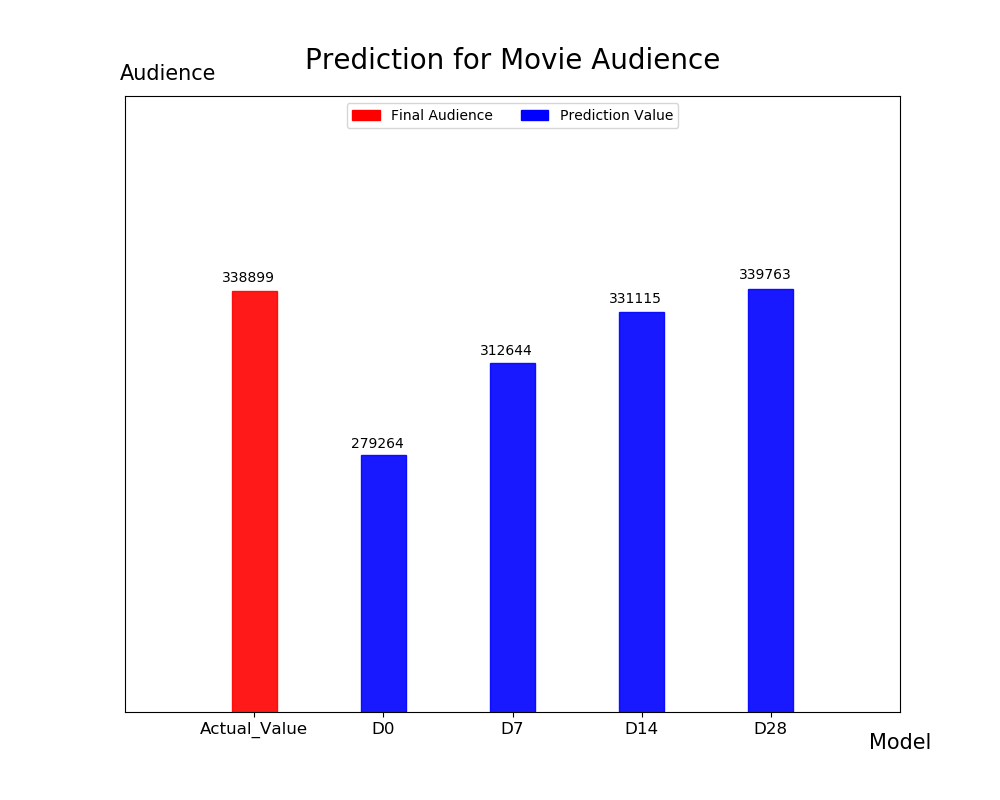 Prediction for Movie Audience
Audience
Final Audience Prediction Value
338899
279264
312644
331115
339763
Actual_Value D0 D7 D14 D28
Model